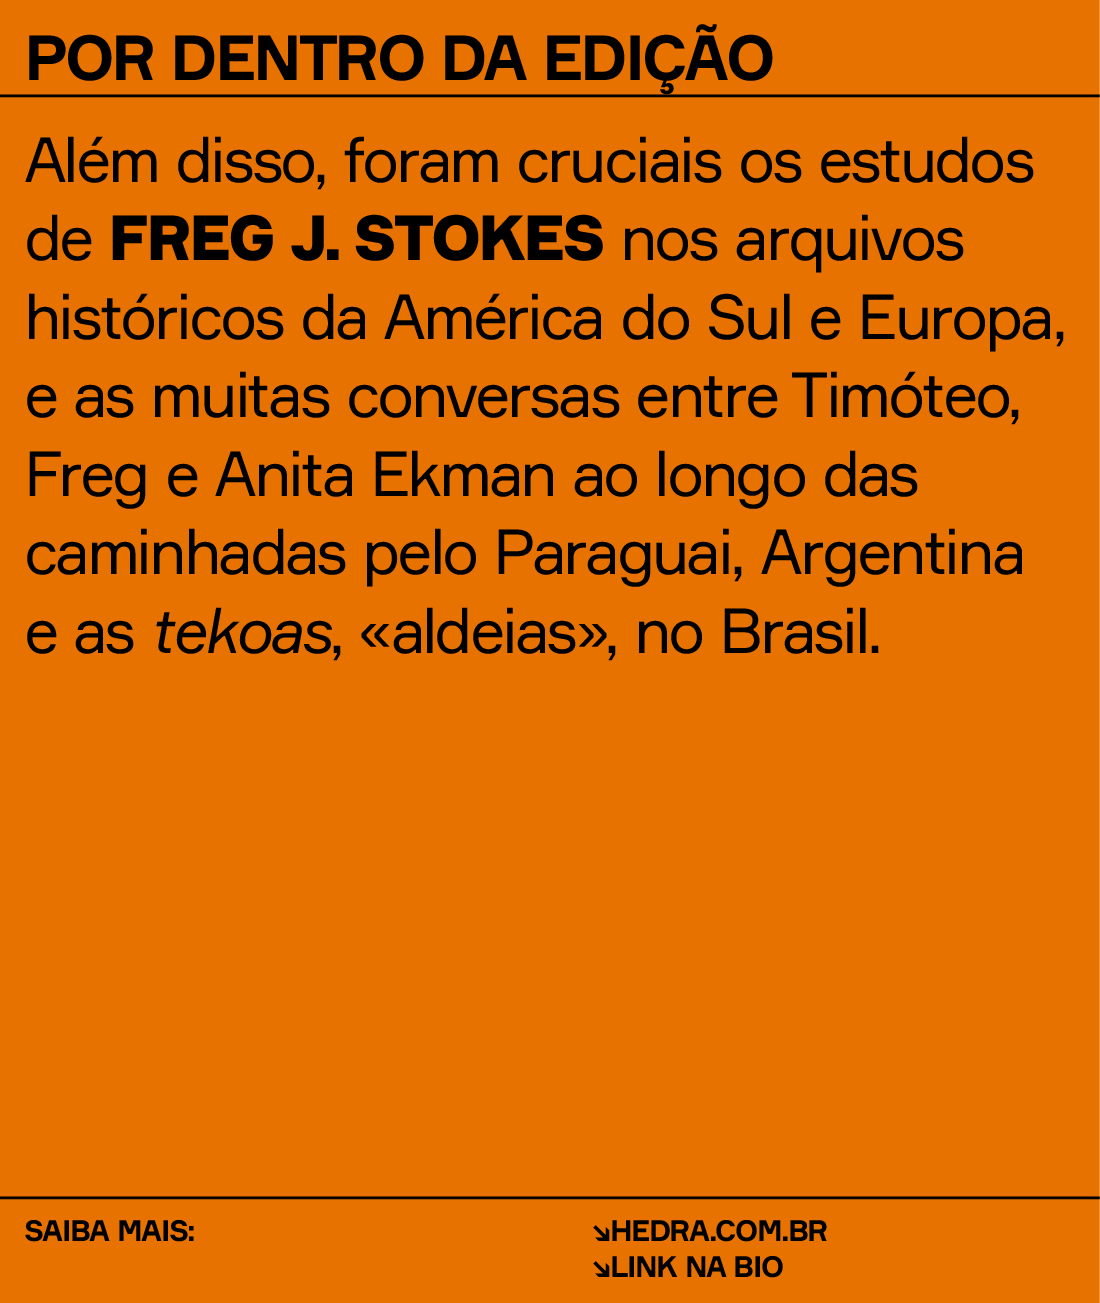 POR DENTRO DA EDIÇÃO
Além disso, foram cruciais os estudos
de FREG J. STOKES nos arquivos
históricos da América do Sul e Europa,
e as muitas conversas entre Timóteo,
Freg e Anita Ekman ao longo das
caminhadas pelo Paraguai, Argentina
e as tekoas, «aldeias», no Brasil.
SAIBA MAIS:
↘HEDRA.COM.BR
↘LINK NA BIO